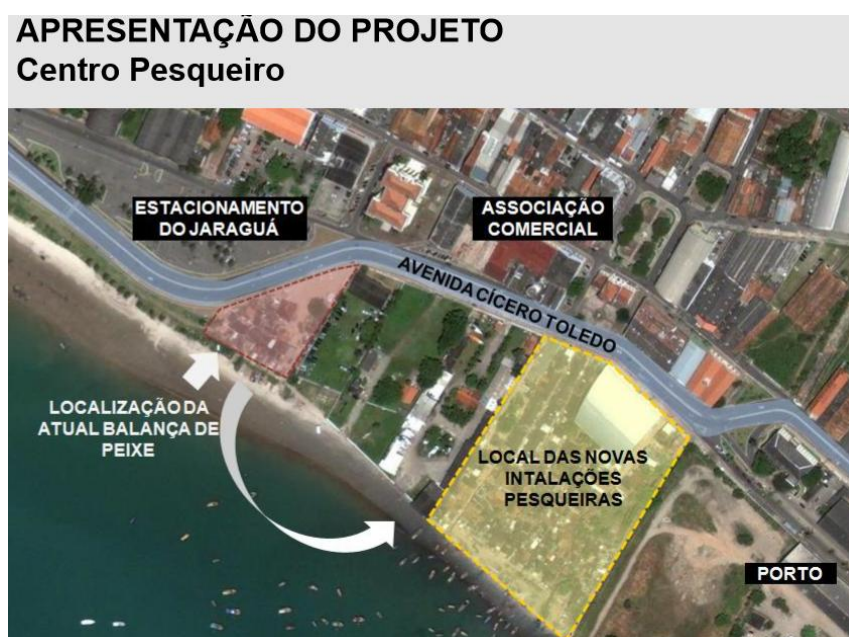 APRESENTAÇÃO DO PROJETO
Centro Pesqueiro
ESTACIONAMENTO
DO JARAGUÁ
ASSOCIAÇÃO
COMERCIAL
AVENIDA CÍCERO TOLEDO
LOCALIZAÇÃO DA
ATUAL BALANÇA DE
PEIXE
LOCAL DAS NOVAS
INTALAÇÕES
PESQUEIRAS
PORTO